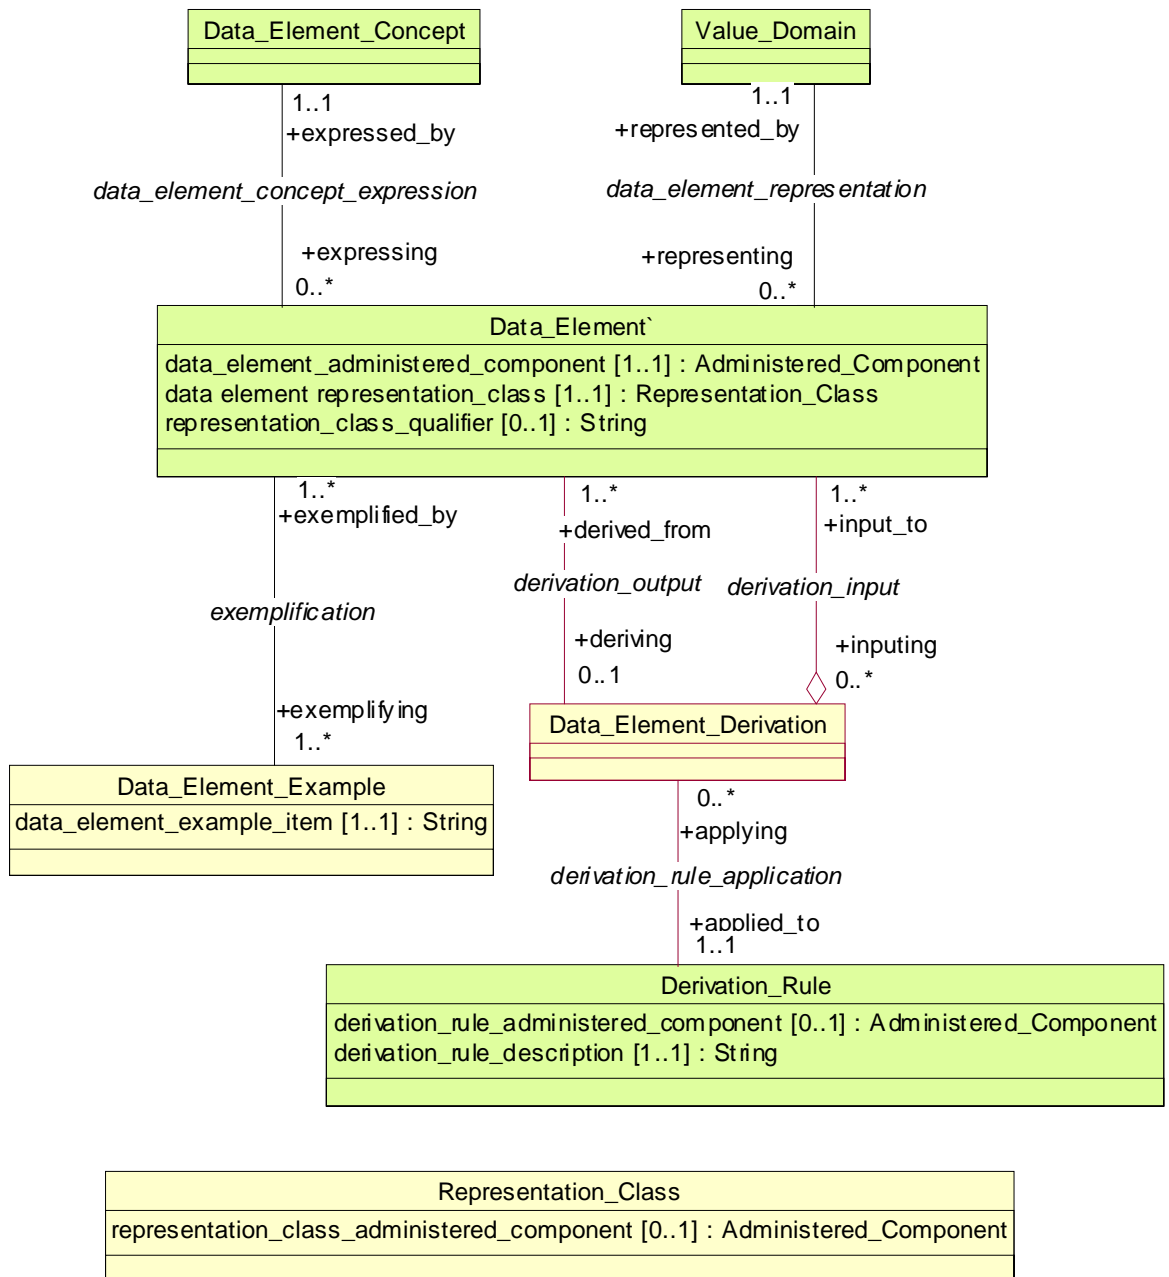 Data_Element_Concept
Value_Domain
1..1
+expressed_by
1..1
+represented_by
data_element_concept_expression
data_element_representation
+expressing
0..*
+representing
0..*
Data_Element`
data_element_administered_component [1..1] : Administered_Component
data element representation_class [1..1] : Representation_Class
representation_class_qualifier [0..1] : String
1..*
+exemplified_by
1..*
+derived_from
1..*
+input_to
exemplification
derivation_output
derivation_input
+deriving
0..1
+inputing
0..*
+exemplifying
1..*
Data_Element_Derivation
Data_Element_Example
data_element_example_item [1..1] : String
0..*
+applying
derivation_rule_application
+applied_to
1..1
Derivation_Rule
derivation_rule_administered_component [0..1] : Administered_Component
derivation_rule_description [1..1] : String
Representation_Class
representation_class_administered_component [0..1] : Administered_Component